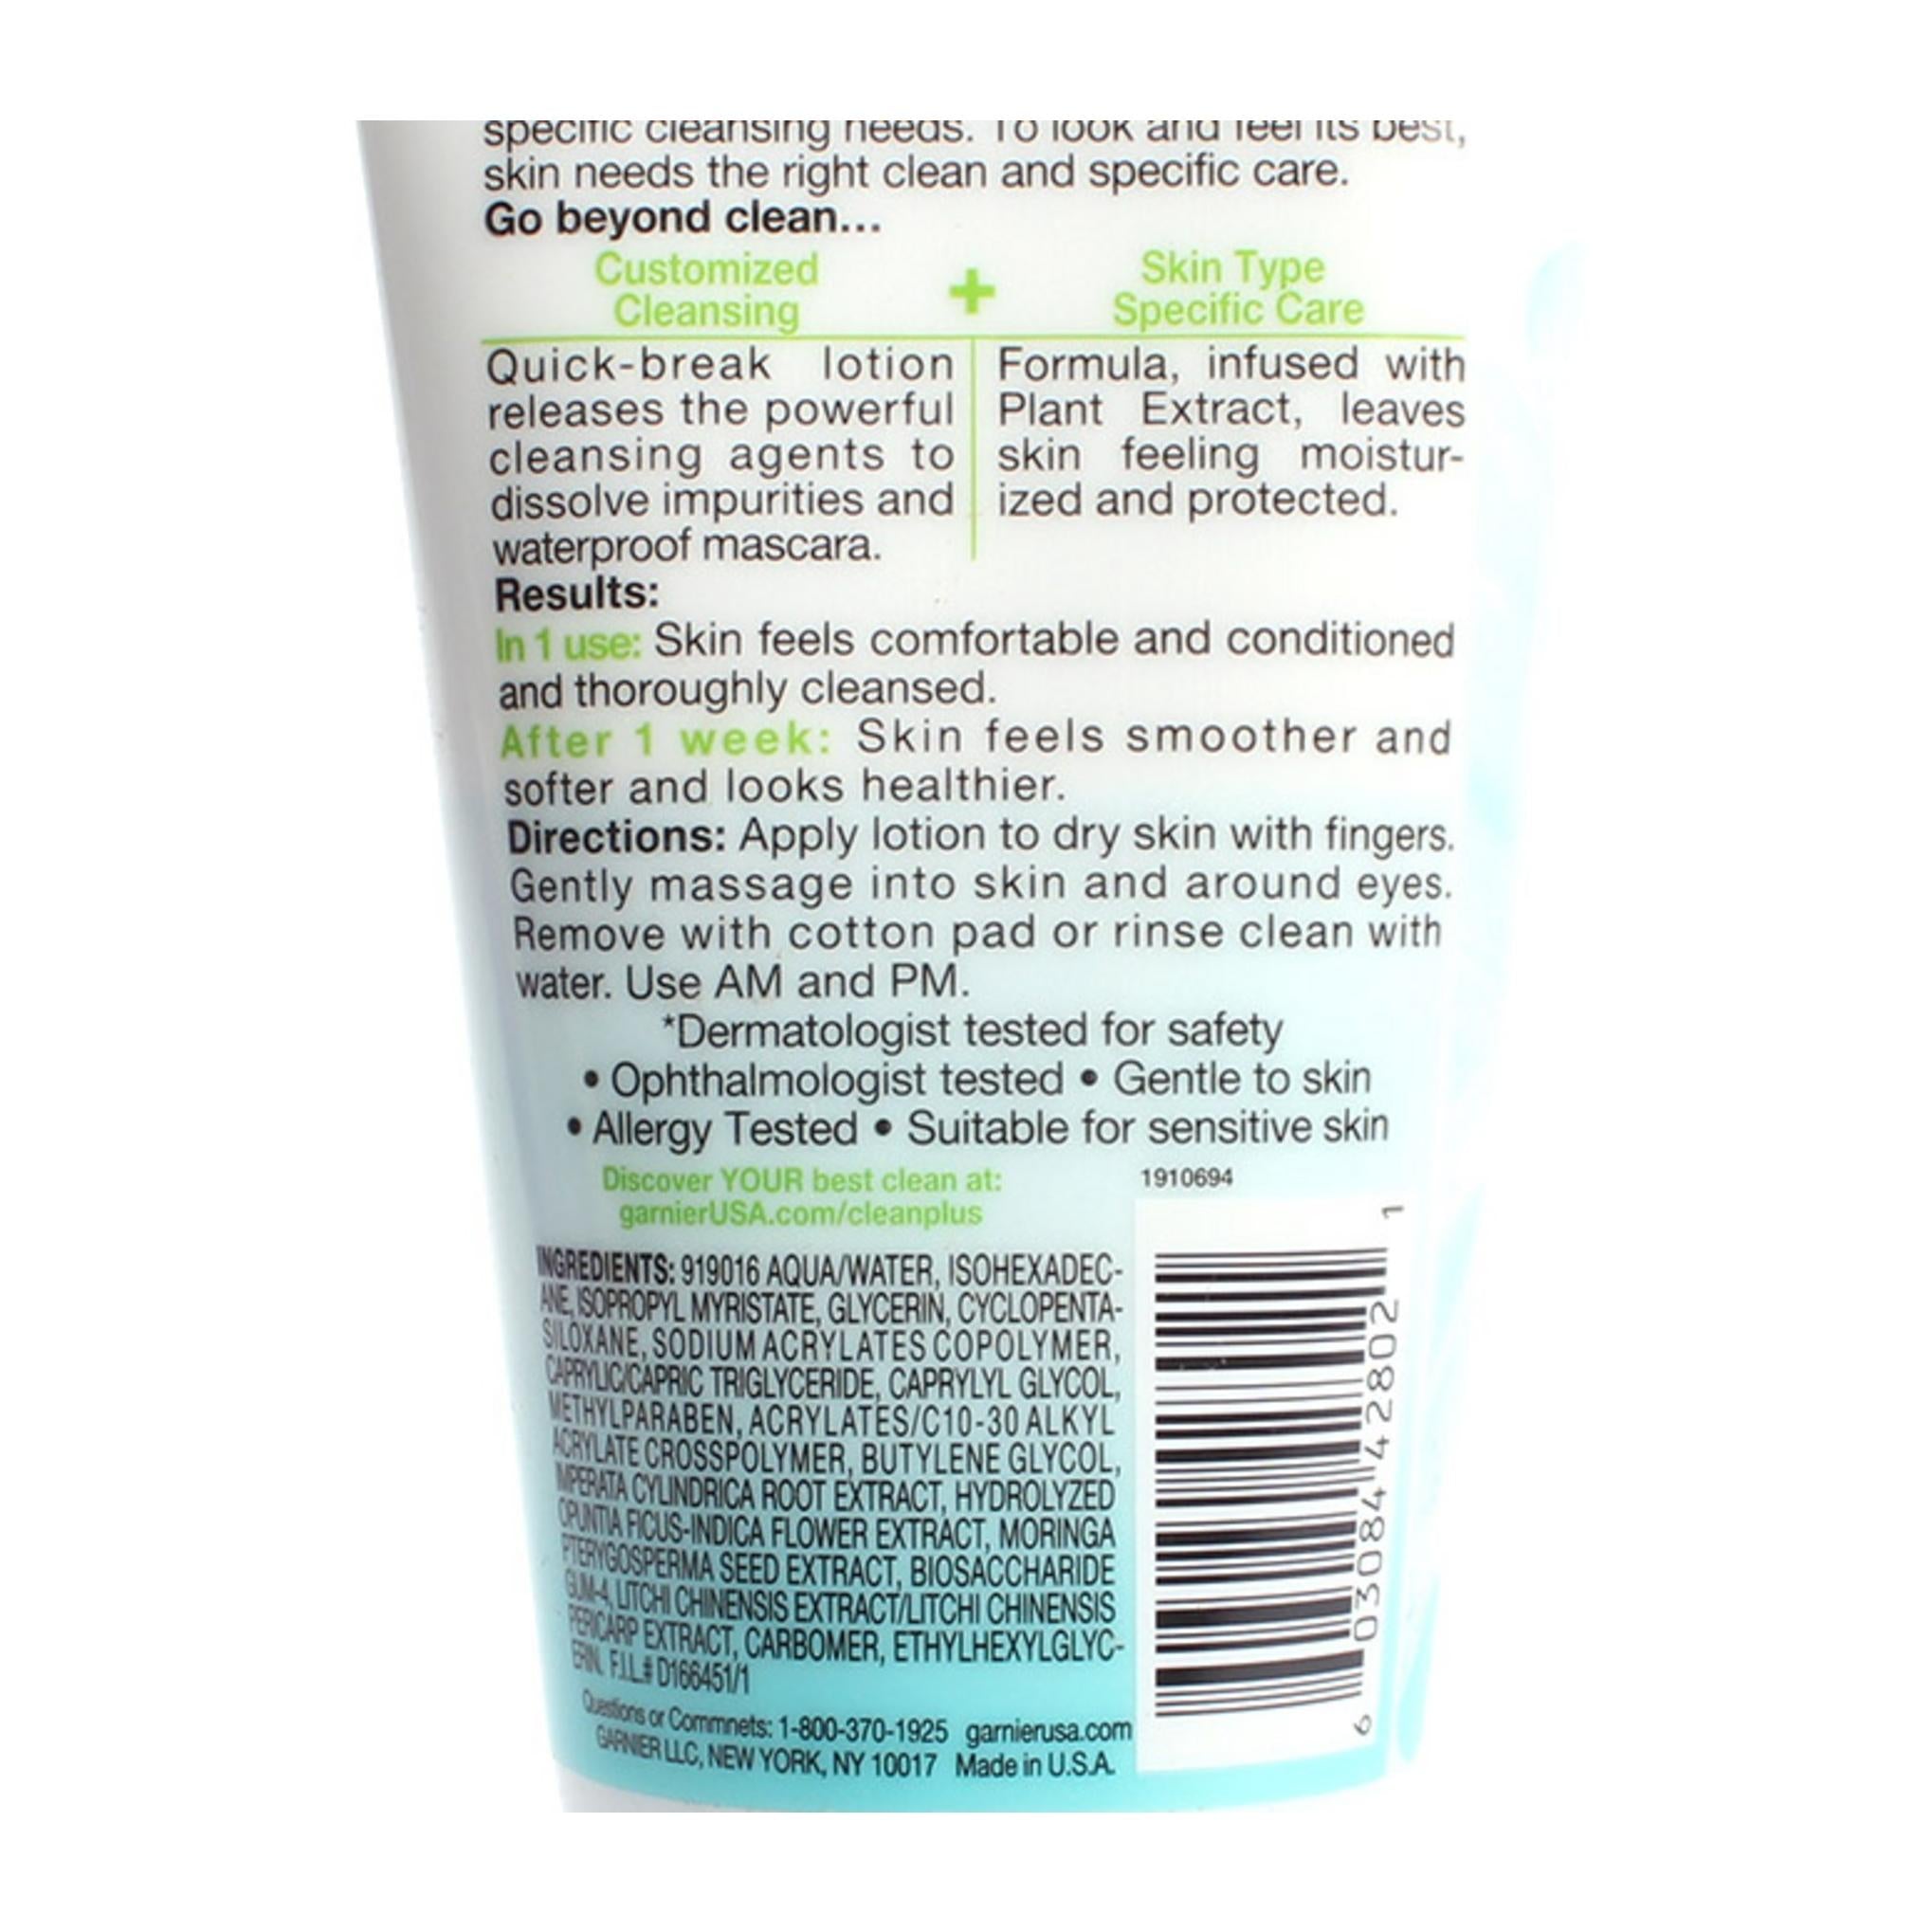 specific cleansing needs. To look and feel its best,
skin needs the right clean and specific care.
Go beyond clean...
Customized
Cleansing
+
Skin Type
Specific Care
Quick-break lotion
releases the powerful
cleansing agents to
dissolve impurities and
waterproof mascara.
Formula, infused with
Plant Extract, leaves
skin feeling moistur-
ized and protected.
Results:
In 1 use: Skin feels comfortable and conditioned
and thoroughly cleansed.
After 1 week: Skin feels smoother and
softer and looks healthier.
Directions: Apply lotion to dry skin with fingers.
Gently massage into skin and around eyes.
Remove with cotton pad or rinse clean with
water. Use AM and PM.
*Dermatologist tested for safety
• Ophthalmologist tested • Gentle to skin
• Allergy Tested • Suitable for sensitive skin
Discover YOUR best clean at:
garnierUSA.com/cleanplus
1910694
INGREDIENTS: 919016 AQUA/WATER, ISOHEXADEC-
ANE, ISOPROPYL MYRISTATE, GLYCERIN, CYCLOPENTA-
SILOXANE, SODIUM ACRYLATES COPOLYMER,
CAPRYLIC/CAPRIC TRIGLYCERIDE, CAPRYLYL GLYCOL,
METHYLPARABEN, ACRYLATES/C10-30 ALKYL
ACRYLATE CROSSPOLYMER, BUTYLENE GLYCOL,
IMPERATA CYLINDRICA ROOT EXTRACT, HYDROLYZED
OPUNTIA FICUS-INDICA FLOWER EXTRACT, MORINGA
PTERYGOSPERMA SEED EXTRACT, BIOSACCHARIDE
GUM-4, LITCHI CHINENSIS EXTRACT/LITCHI CHINENSIS
PERICARP EXTRACT, CARBOMER, ETHYLHEXYLGLYC-
ERIN. F.I.L.# D166451/1
Questions or Commnets: 1-800-370-1925 garnierusa.com
GARNIER LLC, NEW YORK, NY 10017 Made in U.S.A.
6 03084 42802 1